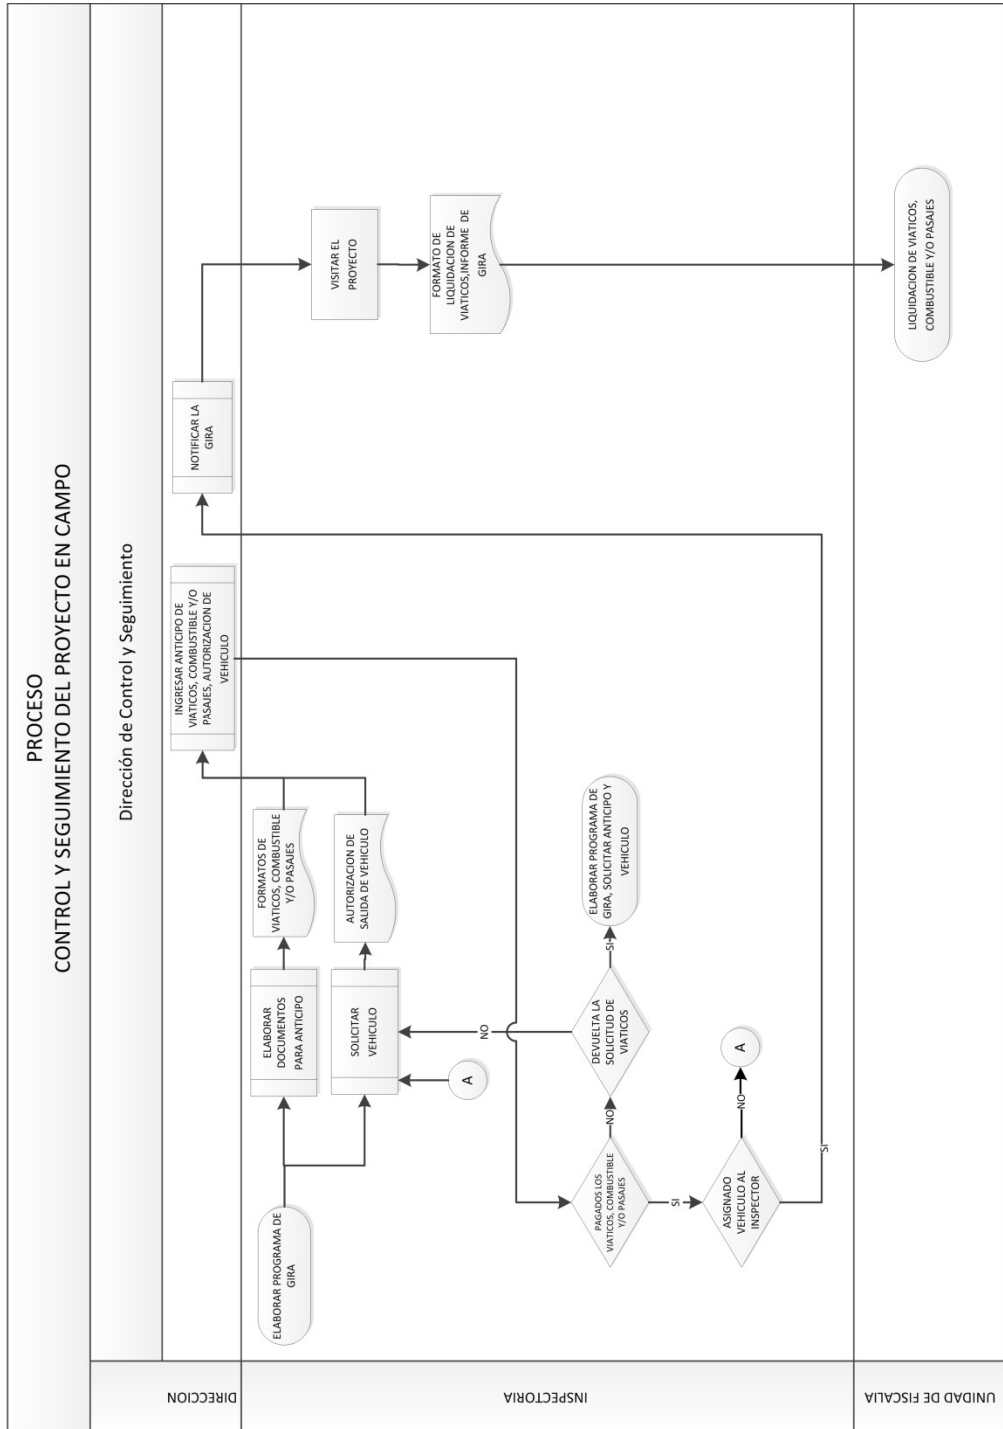 PROCESO
CONTROL Y SEGUIMIENTO DEL PROYECTO EN CAMPO
Dirección de Control y Seguimiento
DIRECCION
INGRESAR ANTICIPO DE
VIATICOS, COMBUSTIBLE Y/O
PASAJES, AUTORIZACION DE
VEHICULO
NOTIFICAR LA
GIRA
INSPECTORIA
ELABORAR PROGRAMA DE
GIRA
ELABORAR
DOCUMENTOS
PARA ANTICIPO
FORMATOS DE
VIATICOS, COMBUSTIBLE
Y/O PASAJES
SOLICITAR
VEHICULO
AUTORIZACION DE
SALIDA DE VEHICULO
A
VISITAR EL
PROYECTO
FORMATO DE
LIQUIDACION DE
VIATICOS,INFORME DE
GIRA
PAGADOS LOS
VIATICOS, COMBUSTIBLE
Y/O PASAJES
NO
DEVUELTA LA
SOLICITUD DE
VIATICOS
NO
SI
ELABORAR PROGRAMA DE
GIRA, SOLICITAR ANTICIPO Y
VEHICULO
SI
ASIGNADO
VEHICULO AL
INSPECTOR
NO
A
SI
UNIDAD DE FISCALIA
LIQUIDACION DE VIATICOS,
COMBUSTIBLE Y/O PASAJES